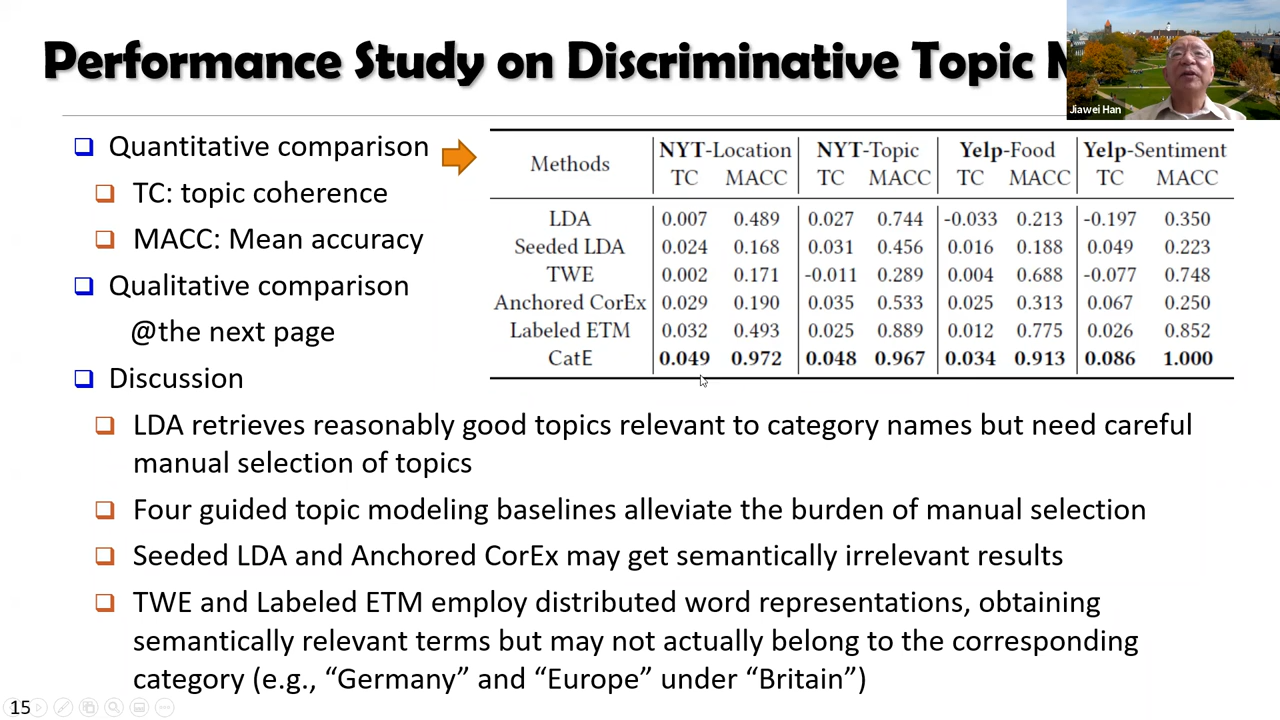 Performance Study on Discriminative Topic
Jiawei Han
Quantitative comparison
TC: topic coherence
MACC: Mean accuracy
Qualitative comparison
@the next page
Methods NYT-Location NYT-Topic Yelp-Food Yelp-Sentiment
TC MACC TC MACC TC MACC TC MACC
LDA 0.007 0.489 0.027 0.744 -0.033 0.213 -0.197 0.350
Seeded LDA 0.024 0.168 0.031 0.456 0.016 0.188 0.049 0.223
TWE 0.002 0.171 -0.011 0.289 0.004 0.688 -0.077 0.748
Anchored CorEx 0.029 0.190 0.035 0.533 0.025 0.313 0.067 0.250
Labeled ETM 0.032 0.493 0.025 0.889 0.012 0.775 0.026 0.852
CatE 0.049 0.972 0.048 0.967 0.034 0.913 0.086 1.000
Discussion
LDA retrieves reasonably good topics relevant to category names but need careful
manual selection of topics
Four guided topic modeling baselines alleviate the burden of manual selection
Seeded LDA and Anchored CorEx may get semantically irrelevant results
TWE and Labeled ETM employ distributed word representations, obtaining
semantically relevant terms but may not actually belong to the corresponding
category (e.g., “Germany” and “Europe” under “Britain”)
15